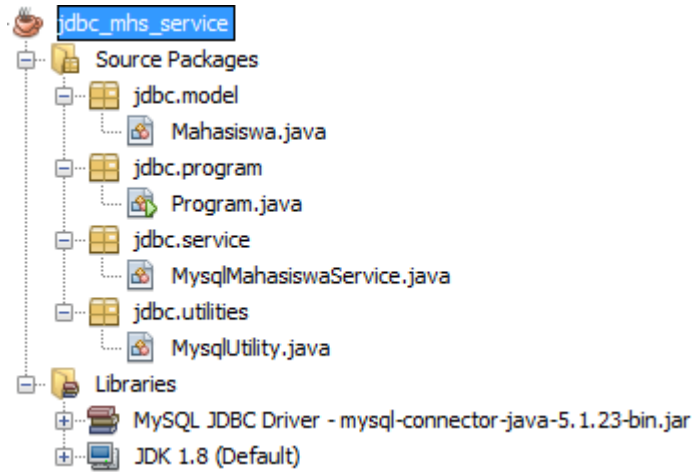 jdbc_mhs_service
Source Packages
jdbc.model
Mahasiswa.java
jdbc.program
Program.java
jdbc.service
MysqlMahasiswaService.java
jdbc.utilities
MysqlUtility.java
Libraries
MySQL JDBC Driver - mysql-connector-java-5.1.23-bin.jar
JDK 1.8 (Default)